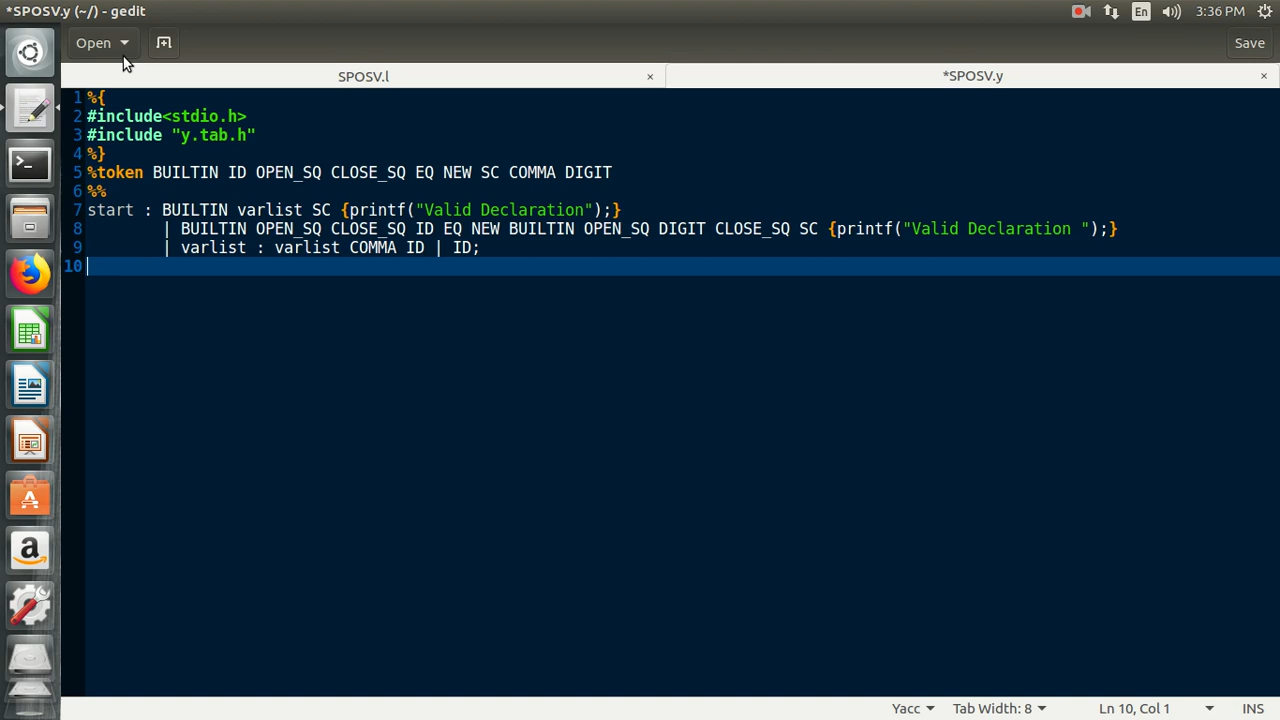 *SPOSV.y (~/) - gedit
En
3:36 PM
Open
Save
SPOSV.l ×
*SPOSV.y ×
1 %{
2 #include<stdio.h>
3 #include "y.tab.h"
4 %}
5 %token BUILTIN ID OPEN_SQ CLOSE_SQ EQ NEW SC COMMA DIGIT
6 %%
7 start : BUILTIN varlist SC {printf("Valid Declaration");}
8 | BUILTIN OPEN_SQ CLOSE_SQ ID EQ NEW BUILTIN OPEN_SQ DIGIT CLOSE_SQ SC {printf("Valid Declaration ");}
9 | varlist : varlist COMMA ID | ID;
10
Yacc Tab Width: 8 Ln 10, Col 1 INS